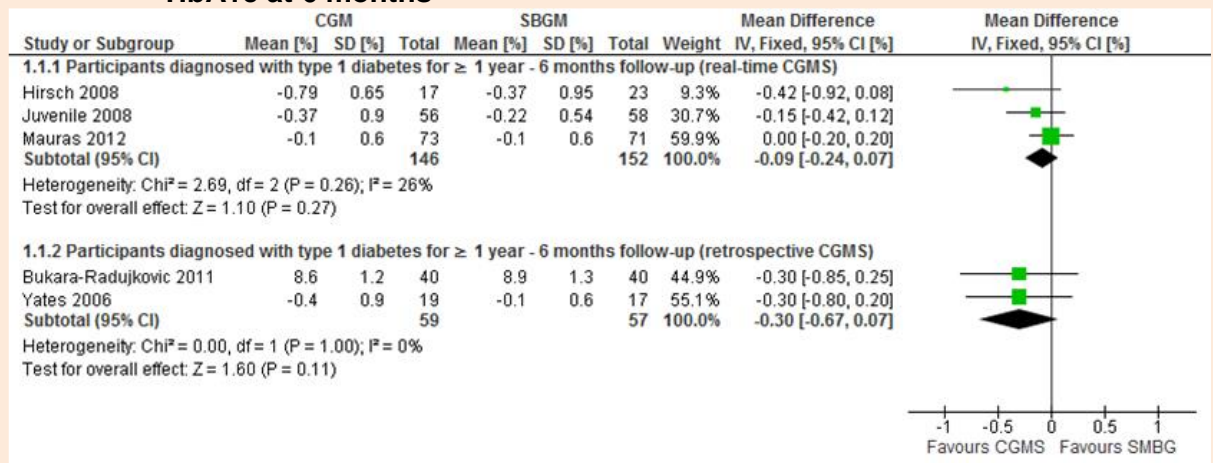 HbA1c at 6 months
CGM SBGM Mean Difference Mean Difference
Study or Subgroup Mean [%] SD [%] Total Mean [%] SD [%] Total Weight IV, Fixed, 95% CI [%] IV, Fixed, 95% CI [%]
1.1.1 Participants diagnosed with type 1 diabetes for ≥ 1 year - 6 months follow-up (real-time CGMS)
Hirsch 2008 -0.79 0.65 17 -0.37 0.95 23 9.3% -0.42 [-0.92, 0.08]
Juvenile 2008 -0.37 0.9 56 -0.22 0.54 58 30.7% -0.15 [-0.42, 0.12]
Mauras 2012 -0.1 0.6 73 -0.1 0.6 71 59.9% 0.00 [-0.20, 0.20]
Subtotal (95% CI) 146 152 100.0% -0.09 [-0.24, 0.07]
Heterogeneity: Chi² = 2.69, df = 2 (P = 0.26); I² = 26%
Test for overall effect: Z = 1.10 (P = 0.27)
1.1.2 Participants diagnosed with type 1 diabetes for ≥ 1 year - 6 months follow-up (retrospective CGMS)
Bukara-Radujkovic 2011 8.6 1.2 40 8.9 1.3 40 44.9% -0.30 [-0.85, 0.25]
Yates 2006 -0.4 0.9 19 -0.1 0.6 17 55.1% -0.30 [-0.80, 0.20]
Subtotal (95% CI) 59 57 100.0% -0.30 [-0.67, 0.07]
Heterogeneity: Chi² = 0.00, df = 1 (P = 1.00); I² = 0%
Test for overall effect: Z = 1.60 (P = 0.11)
-1 -0.5 0 0.5 1
Favours CGMS Favours SMBG